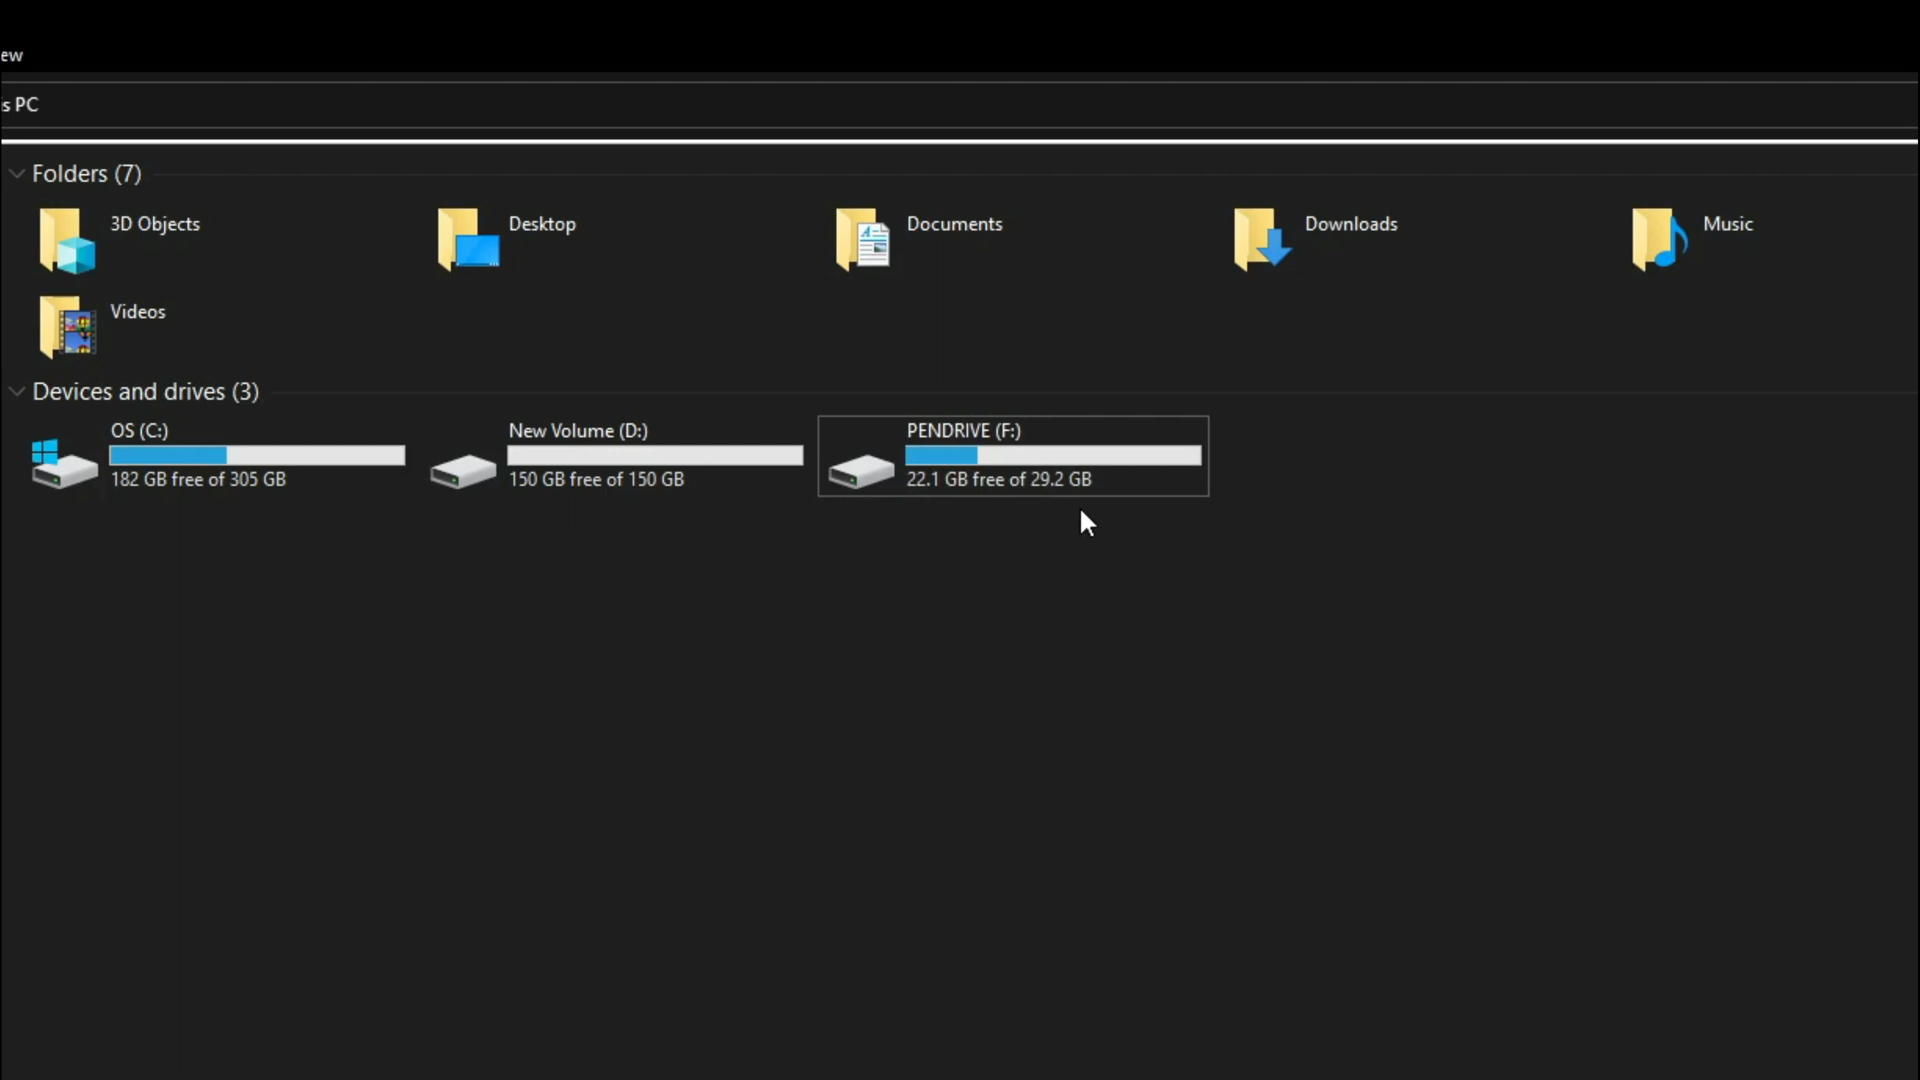 ew
is PC
Folders (7)
3D Objects
Desktop
Documents
Downloads
Music
Videos
Devices and drives (3)
OS (C:)
182 GB free of 305 GB
New Volume (D:)
150 GB free of 150 GB
PENDRIVE (F:)
22.1 GB free of 29.2 GB